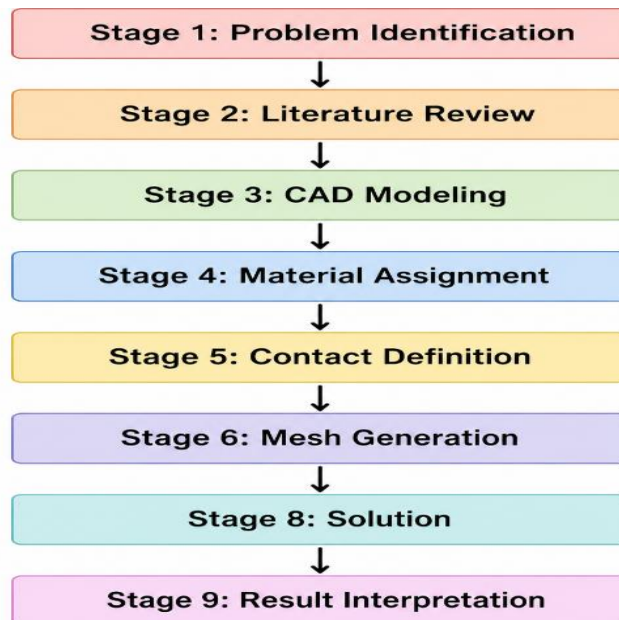 Stage 1: Problem Identification
Stage 2: Literature Review
Stage 3: CAD Modeling
Stage 4: Material Assignment
Stage 5: Contact Definition
Stage 6: Mesh Generation
Stage 8: Solution
Stage 9: Result Interpretation